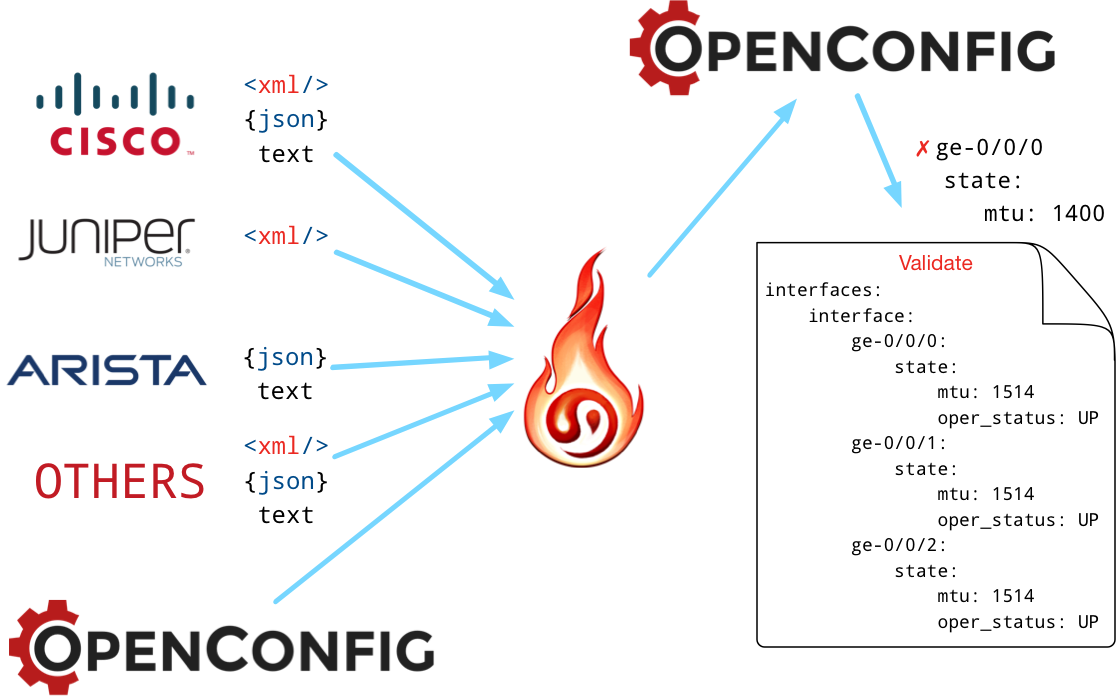 OPENCONFIG
CISCO™
<xml/>
{json}
text
JUNIPEr®
NETWORKS
<xml/>
ARISTA
{json}
text
OTHERS
<xml/>
{json}
text
OPENCONFIG
✗ ge-0/0/0
state:
mtu: 1400
Validate
interfaces:
interface:
ge-0/0/0:
state:
mtu: 1514
oper_status: UP
ge-0/0/1:
state:
mtu: 1514
oper_status: UP
ge-0/0/2:
state:
mtu: 1514
oper_status: UP